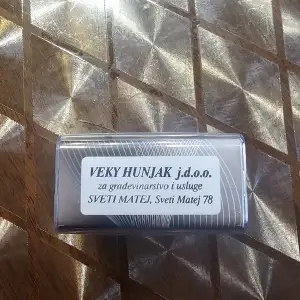 VEKY HUNJAK j.d.o.o.
za građevinarstvo i usluge
SVETI MATEJ, Sveti Matej 78